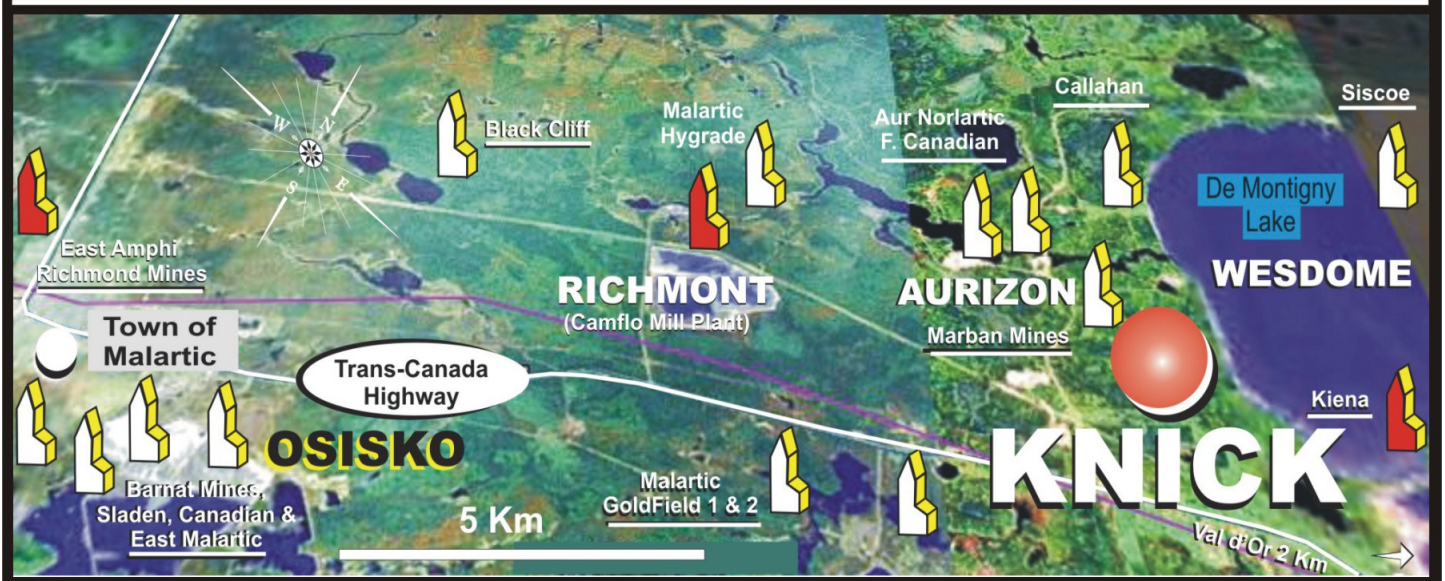 Black Cliff
Malartic
Hygrade
Aur Norlartic
F. Canadian
Callahan
Siscoe
W
N
S
E
De Montigny
Lake
East Amphi
Richmond Mines
RICHMONT
(Camflo Mill Plant)
AURIZON
WESDOME
Marban Mines
Town of
Malartic
Trans-Canada
Highway
Kiena
OSISKO
KNICK
Barnat Mines,
Sladen, Canadian &
East Malartic
5 Km
Malartic
GoldField 1 & 2
Val d'Or 2 Km